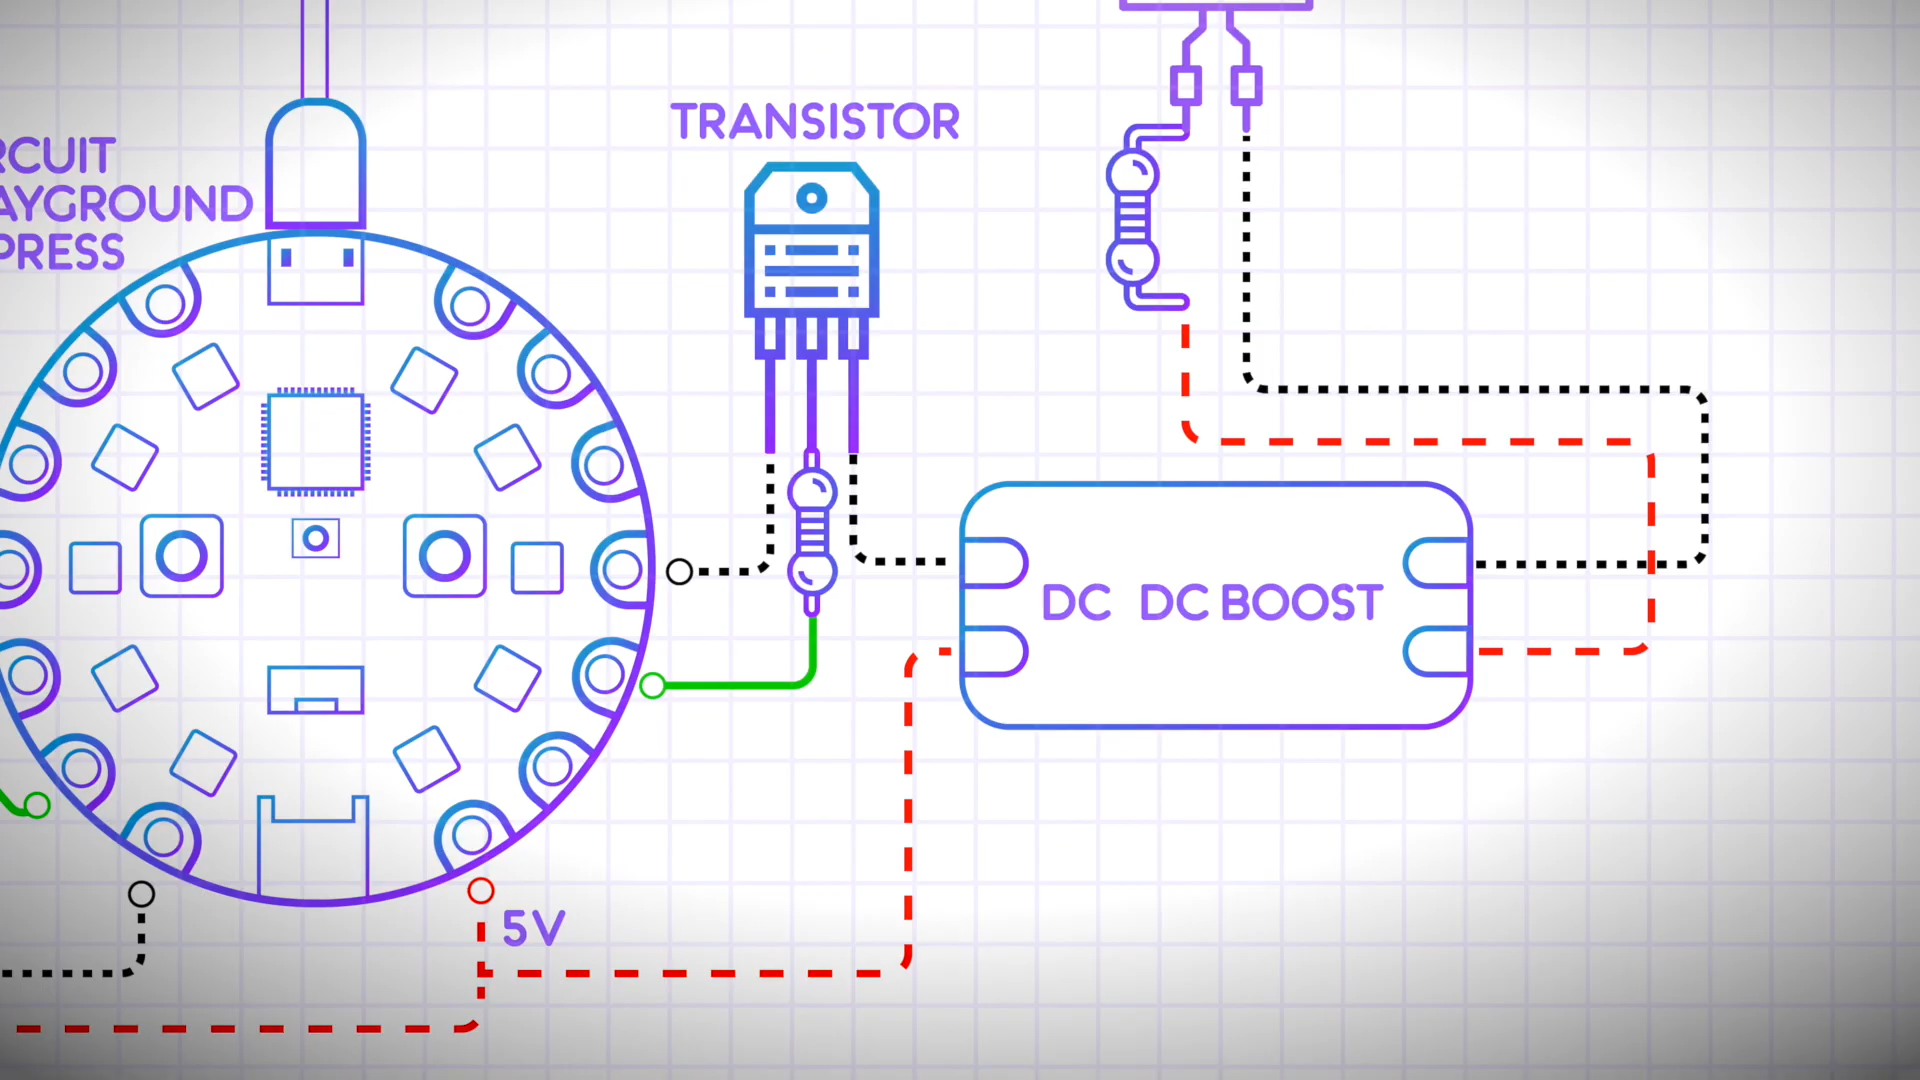 RCUIT
AYGROUND
PRESS
TRANSISTOR
DC DC BOOST
5V